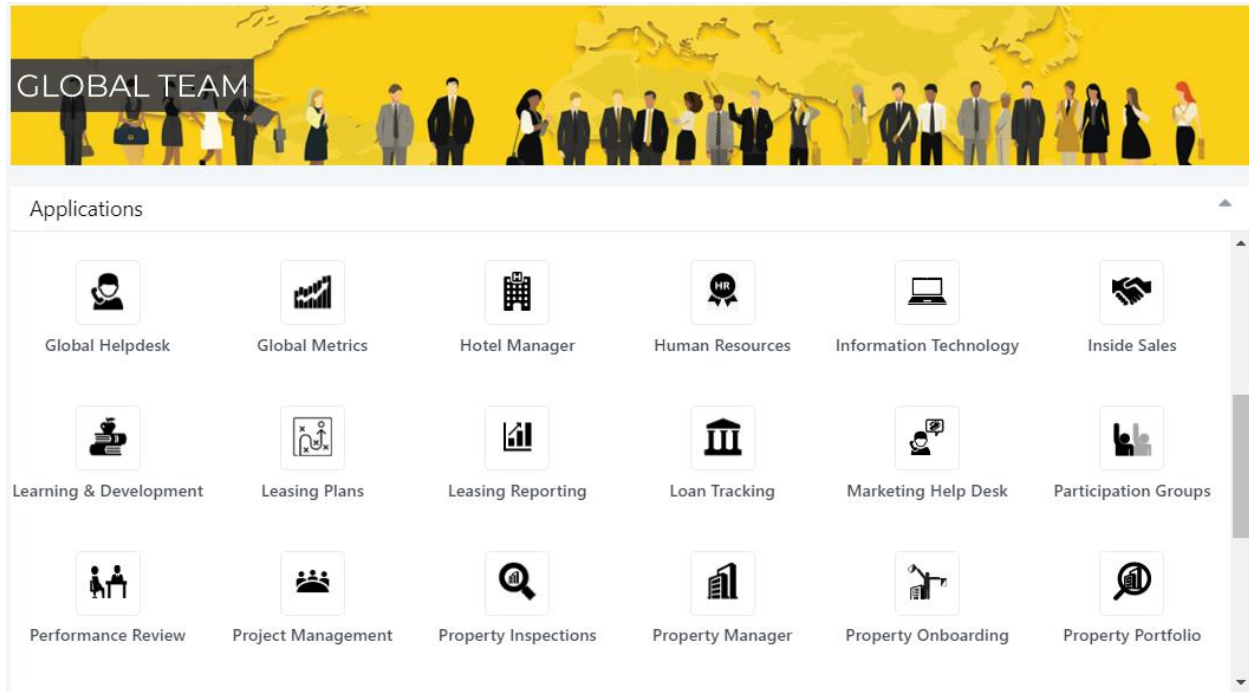 GLOBAL TEAM
Applications
H
HR
Global Helpdesk Global Metrics Hotel Manager Human Resources Information Technology Inside Sales
Learning & Development Leasing Plans Leasing Reporting Loan Tracking Marketing Help Desk Participation Groups
Performance Review Project Management Property Inspections Property Manager Property Onboarding Property Portfolio